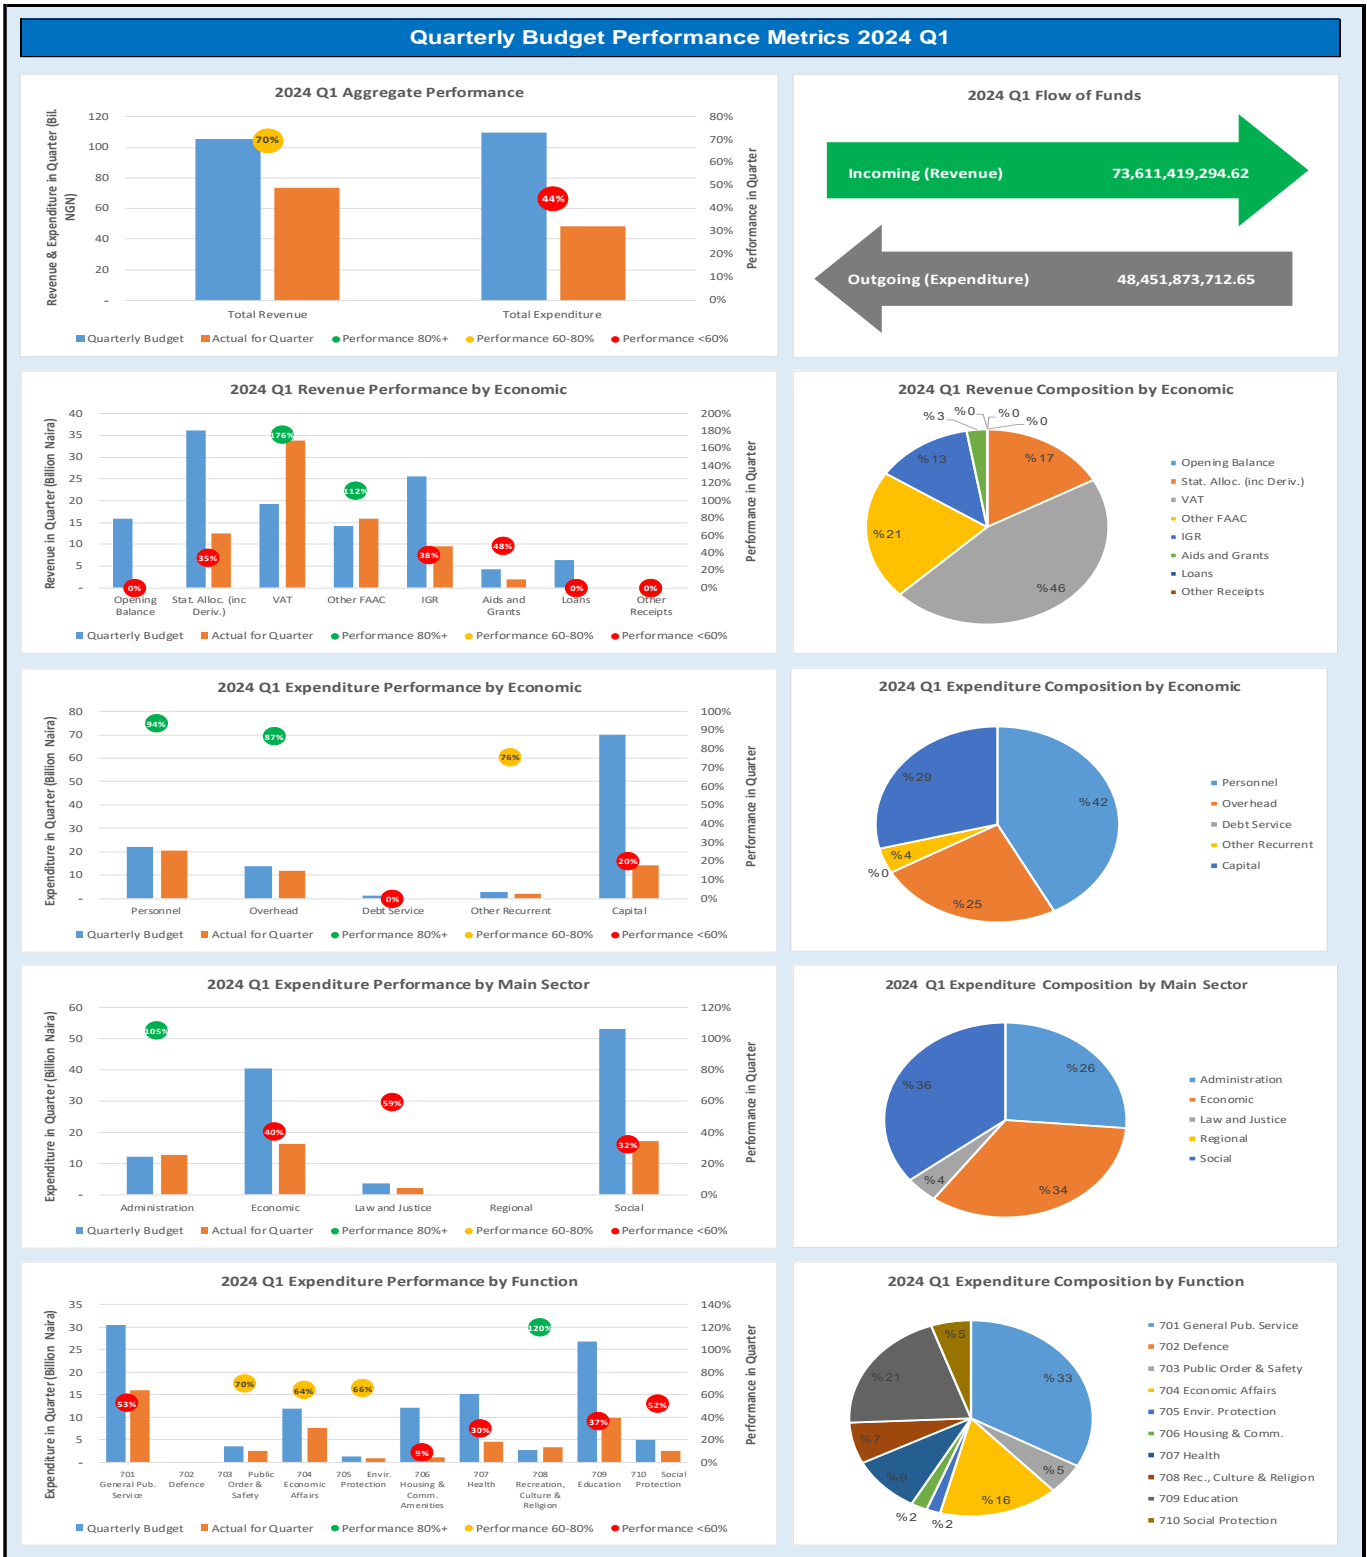 Quarterly Budget Performance Metrics 2024 Q1
2024 Q1 Aggregate Performance
Revenue & Expenditure in Quarter (Bil. NGN)
120
100
80
60
40
20
-
70%
44%
80%
70%
60%
50%
40%
30%
20%
10%
0%
Performance in Quarter
Total Revenue
Total Expenditure
Quarterly Budget
Actual for Quarter
Performance 80%+
Performance 60-80%
Performance <60%
2024 Q1 Flow of Funds
Incoming (Revenue) 73,611,419,294.62
Outgoing (Expenditure) 48,451,873,712.65
2024 Q1 Revenue Performance by Economic
Revenue in Quarter (Billion Naira)
40
35
30
25
20
15
10
5
-
0%
35%
176%
112%
38%
48%
0%
0%
200%
180%
160%
140%
120%
100%
80%
60%
40%
20%
0%
Performance in Quarter
Opening Balance
Stat. Alloc. (inc Deriv.)
VAT
Other FAAC
IGR
Aids and Grants
Loans
Other Receipts
Quarterly Budget
Actual for Quarter
Performance 80%+
Performance 60-80%
Performance <60%
2024 Q1 Revenue Composition by Economic
%3
%0
%0
%0
%13
%17
%21
%46
Opening Balance
Stat. Alloc. (inc Deriv.)
VAT
Other FAAC
IGR
Aids and Grants
Loans
Other Receipts
2024 Q1 Expenditure Performance by Economic
Expenditure in Quarter (Billion Naira)
80
70
60
50
40
30
20
10
-
94%
87%
0%
76%
20%
100%
90%
80%
70%
60%
50%
40%
30%
20%
10%
0%
Performance in Quarter
Personnel
Overhead
Debt Service
Other Recurrent
Capital
Quarterly Budget
Actual for Quarter
Performance 80%+
Performance 60-80%
Performance <60%
2024 Q1 Expenditure Composition by Economic
%29
%42
%4
%0
%25
Personnel
Overhead
Debt Service
Other Recurrent
Capital
2024 Q1 Expenditure Performance by Main Sector
Expenditure in Quarter (Billion Naira)
60
50
40
30
20
10
-
105%
40%
59%
32%
120%
100%
80%
60%
40%
20%
0%
Performance in Quarter
Administration
Economic
Law and Justice
Regional
Social
Quarterly Budget
Actual for Quarter
Performance 80%+
Performance 60-80%
Performance <60%
2024 Q1 Expenditure Composition by Main Sector
%36
%26
%4
%34
Administration
Economic
Law and Justice
Regional
Social
2024 Q1 Expenditure Performance by Function
Expenditure in Quarter (Billion Naira)
35
30
25
20
15
10
5
-
53%
70%
64%
66%
9%
30%
120%
37%
52%
140%
120%
100%
80%
60%
40%
20%
0%
Performance in Quarter
701 General Pub. Service
702 Defence
703 Public Order & Safety
704 Economic Affairs
705 Envir. Protection
706 Housing & Comm. Amenities
707 Health
708 Recreation, Culture & Religion
709 Education
710 Social Protection
Quarterly Budget
Actual for Quarter
Performance 80%+
Performance 60-80%
Performance <60%
2024 Q1 Expenditure Composition by Function
%5
%33
%21
%7
%9
%2
%2
%16
%5
701 General Pub. Service
702 Defence
703 Public Order & Safety
704 Economic Affairs
705 Envir. Protection
706 Housing & Comm.
707 Health
708 Rec., Culture & Religion
709 Education
710 Social Protection